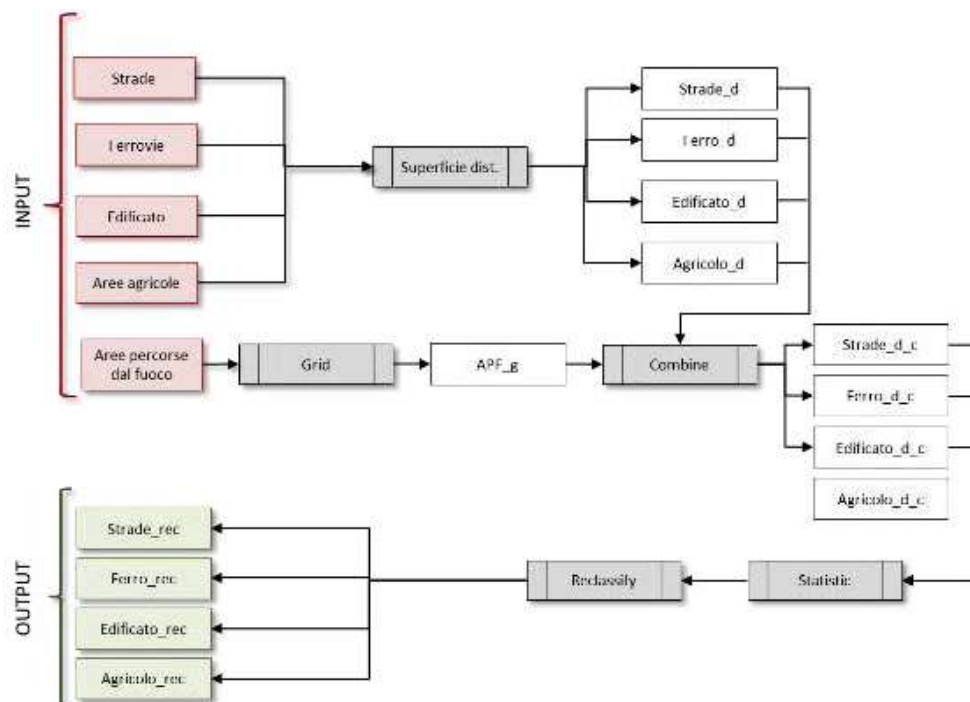 INPUT
Strade
Ferrovie
Edificato
Aree agricole
Aree percorse
dal fuoco
Superficie dist.
Strade_d
Ferro_d
Edificato_d
Agricolo_d
Grid
APF_g
Combine
Strade_d_c
Ferro_d_c
Edificato_d_c
Agricolo_d_c
OUTPUT
Strade_rec
Ferro_rec
Edificato_rec
Agricolo_rec
Reclassify
Statistic